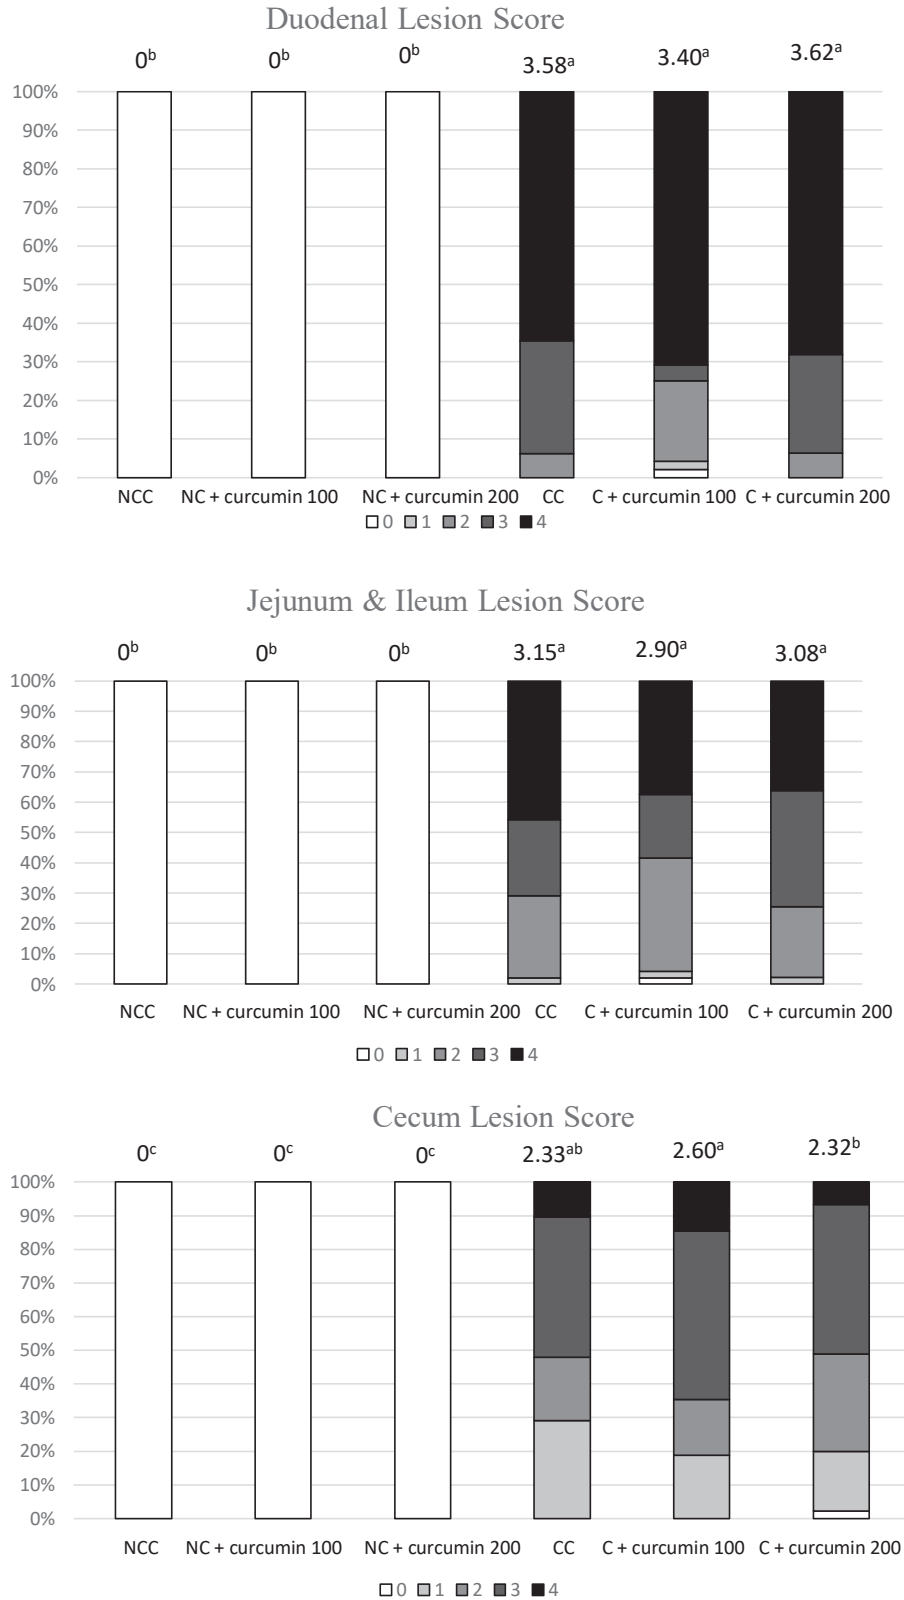 Duodenal Lesion Score
0ᵇ 0ᵇ 0ᵇ 3.58ᵃ 3.40ᵃ 3.62ᵃ
100%
90%
80%
70%
60%
50%
40%
30%
20%
10%
0%
NCC NC + curcumin 100 NC + curcumin 200 CC C + curcumin 100 C + curcumin 200
0 1 2 3 4
Jejunum & Ileum Lesion Score
0ᵇ 0ᵇ 0ᵇ 3.15ᵃ 2.90ᵃ 3.08ᵃ
100%
90%
80%
70%
60%
50%
40%
30%
20%
10%
0%
NCC NC + curcumin 100 NC + curcumin 200 CC C + curcumin 100 C + curcumin 200
0 1 2 3 4
Cecum Lesion Score
0ᶜ 0ᶜ 0ᶜ 2.33ᵃᵇ 2.60ᵃ 2.32ᵇ
100%
90%
80%
70%
60%
50%
40%
30%
20%
10%
0%
NCC NC + curcumin 100 NC + curcumin 200 CC C + curcumin 100 C + curcumin 200
0 1 2 3 4